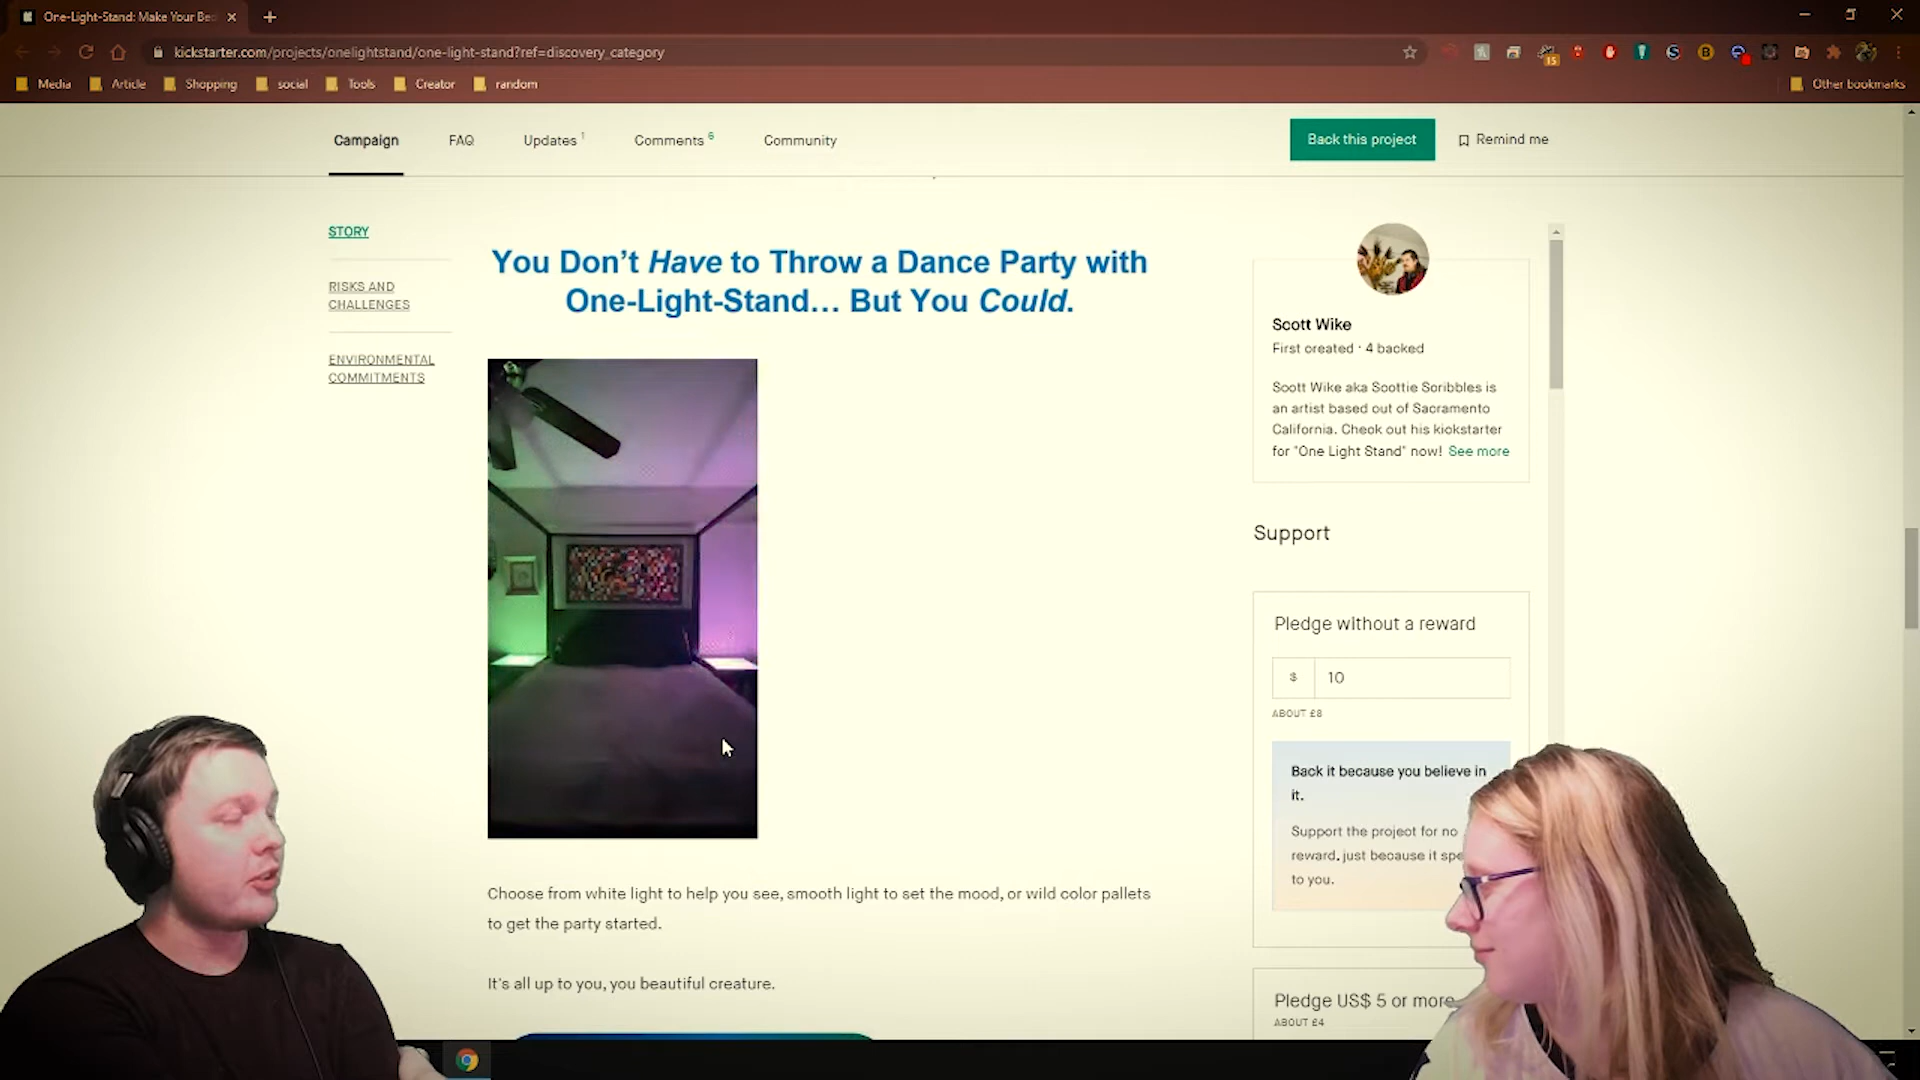 One-Light-Stand: Make Your Bed
kickstarter.com/projects/onelightstand/one-light-stand?ref=discovery_category
15
Media
Article
Shopping
social
Tools
Creator
random
Other bookmarks
Campaign
FAQ
Updates 1
Comments 6
Community
Back this project
Remind me
STORY
RISKS AND
CHALLENGES
ENVIRONMENTAL
COMMITMENTS
You Don’t Have to Throw a Dance Party with
One-Light-Stand… But You Could.
Choose from white light to help you see, smooth light to set the mood, or wild color pallets
to get the party started.
It's all up to you, you beautiful creature.
Scott Wike
First created · 4 backed
Scott Wike aka Scottie Scribbles is
an artist based out of Sacramento
California. Check out his kickstarter
for "One Light Stand" now! See more
Support
Pledge without a reward
$ 10
ABOUT £8
Back it because you believe in
it.
Support the project for no
reward, just because it spe
to you.
Pledge US$ 5 or more
ABOUT £4